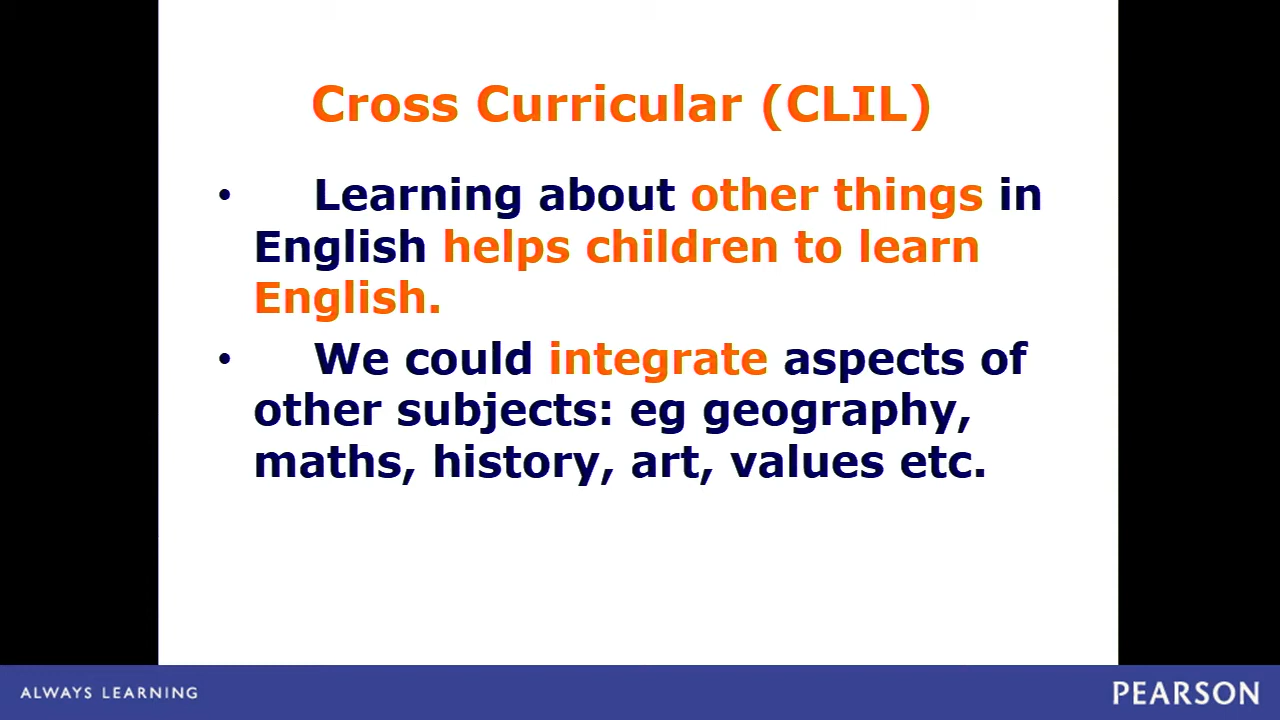 Cross Curricular (CLIL)
• Learning about other things in
English helps children to learn
English.
• We could integrate aspects of
other subjects: eg geography,
maths, history, art, values etc.
ALWAYS LEARNING
PEARSON